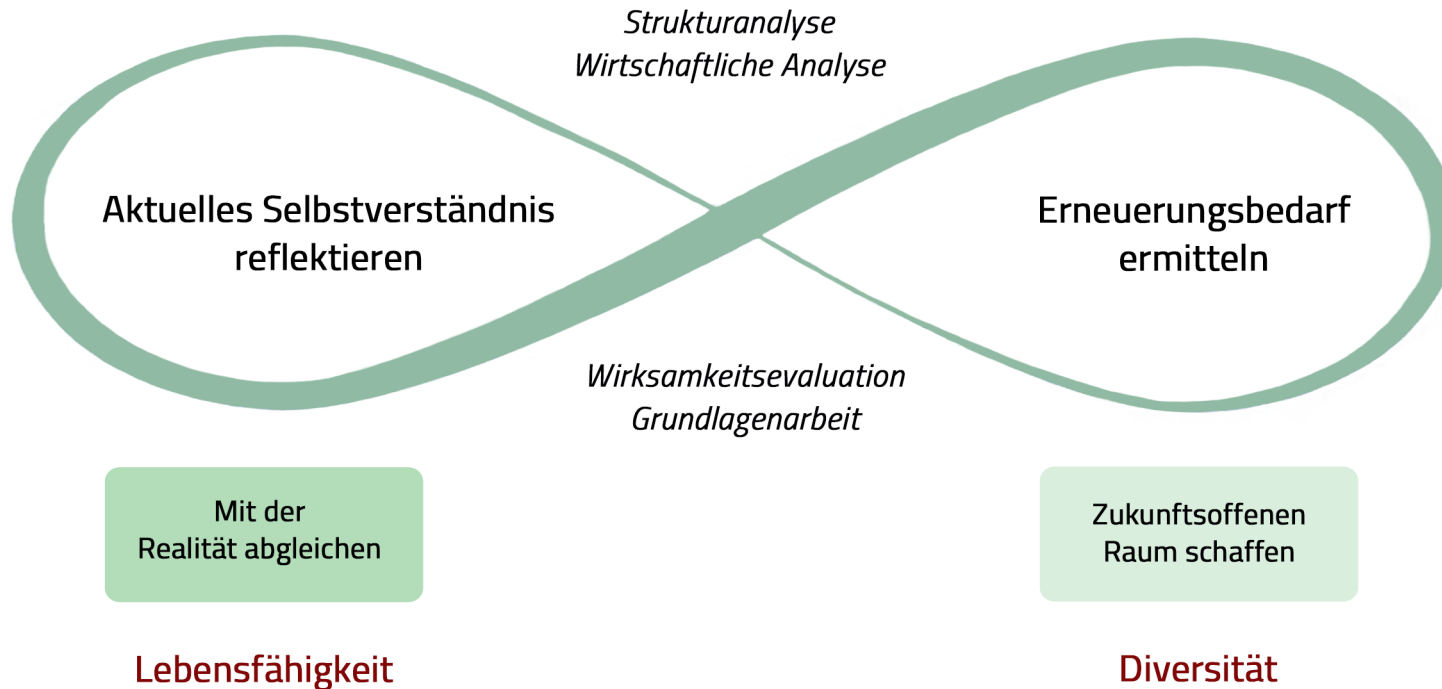 Strukturanalyse
Wirtschaftliche Analyse
Aktuelles Selbstverständnis
reflektieren
Erneuerungsbedarf
ermitteln
Wirksamkeitsevaluation
Grundlagenarbeit
Mit der
Realität abgleichen
Zukunftsoffenen
Raum schaffen
Lebensfähigkeit
Diversität